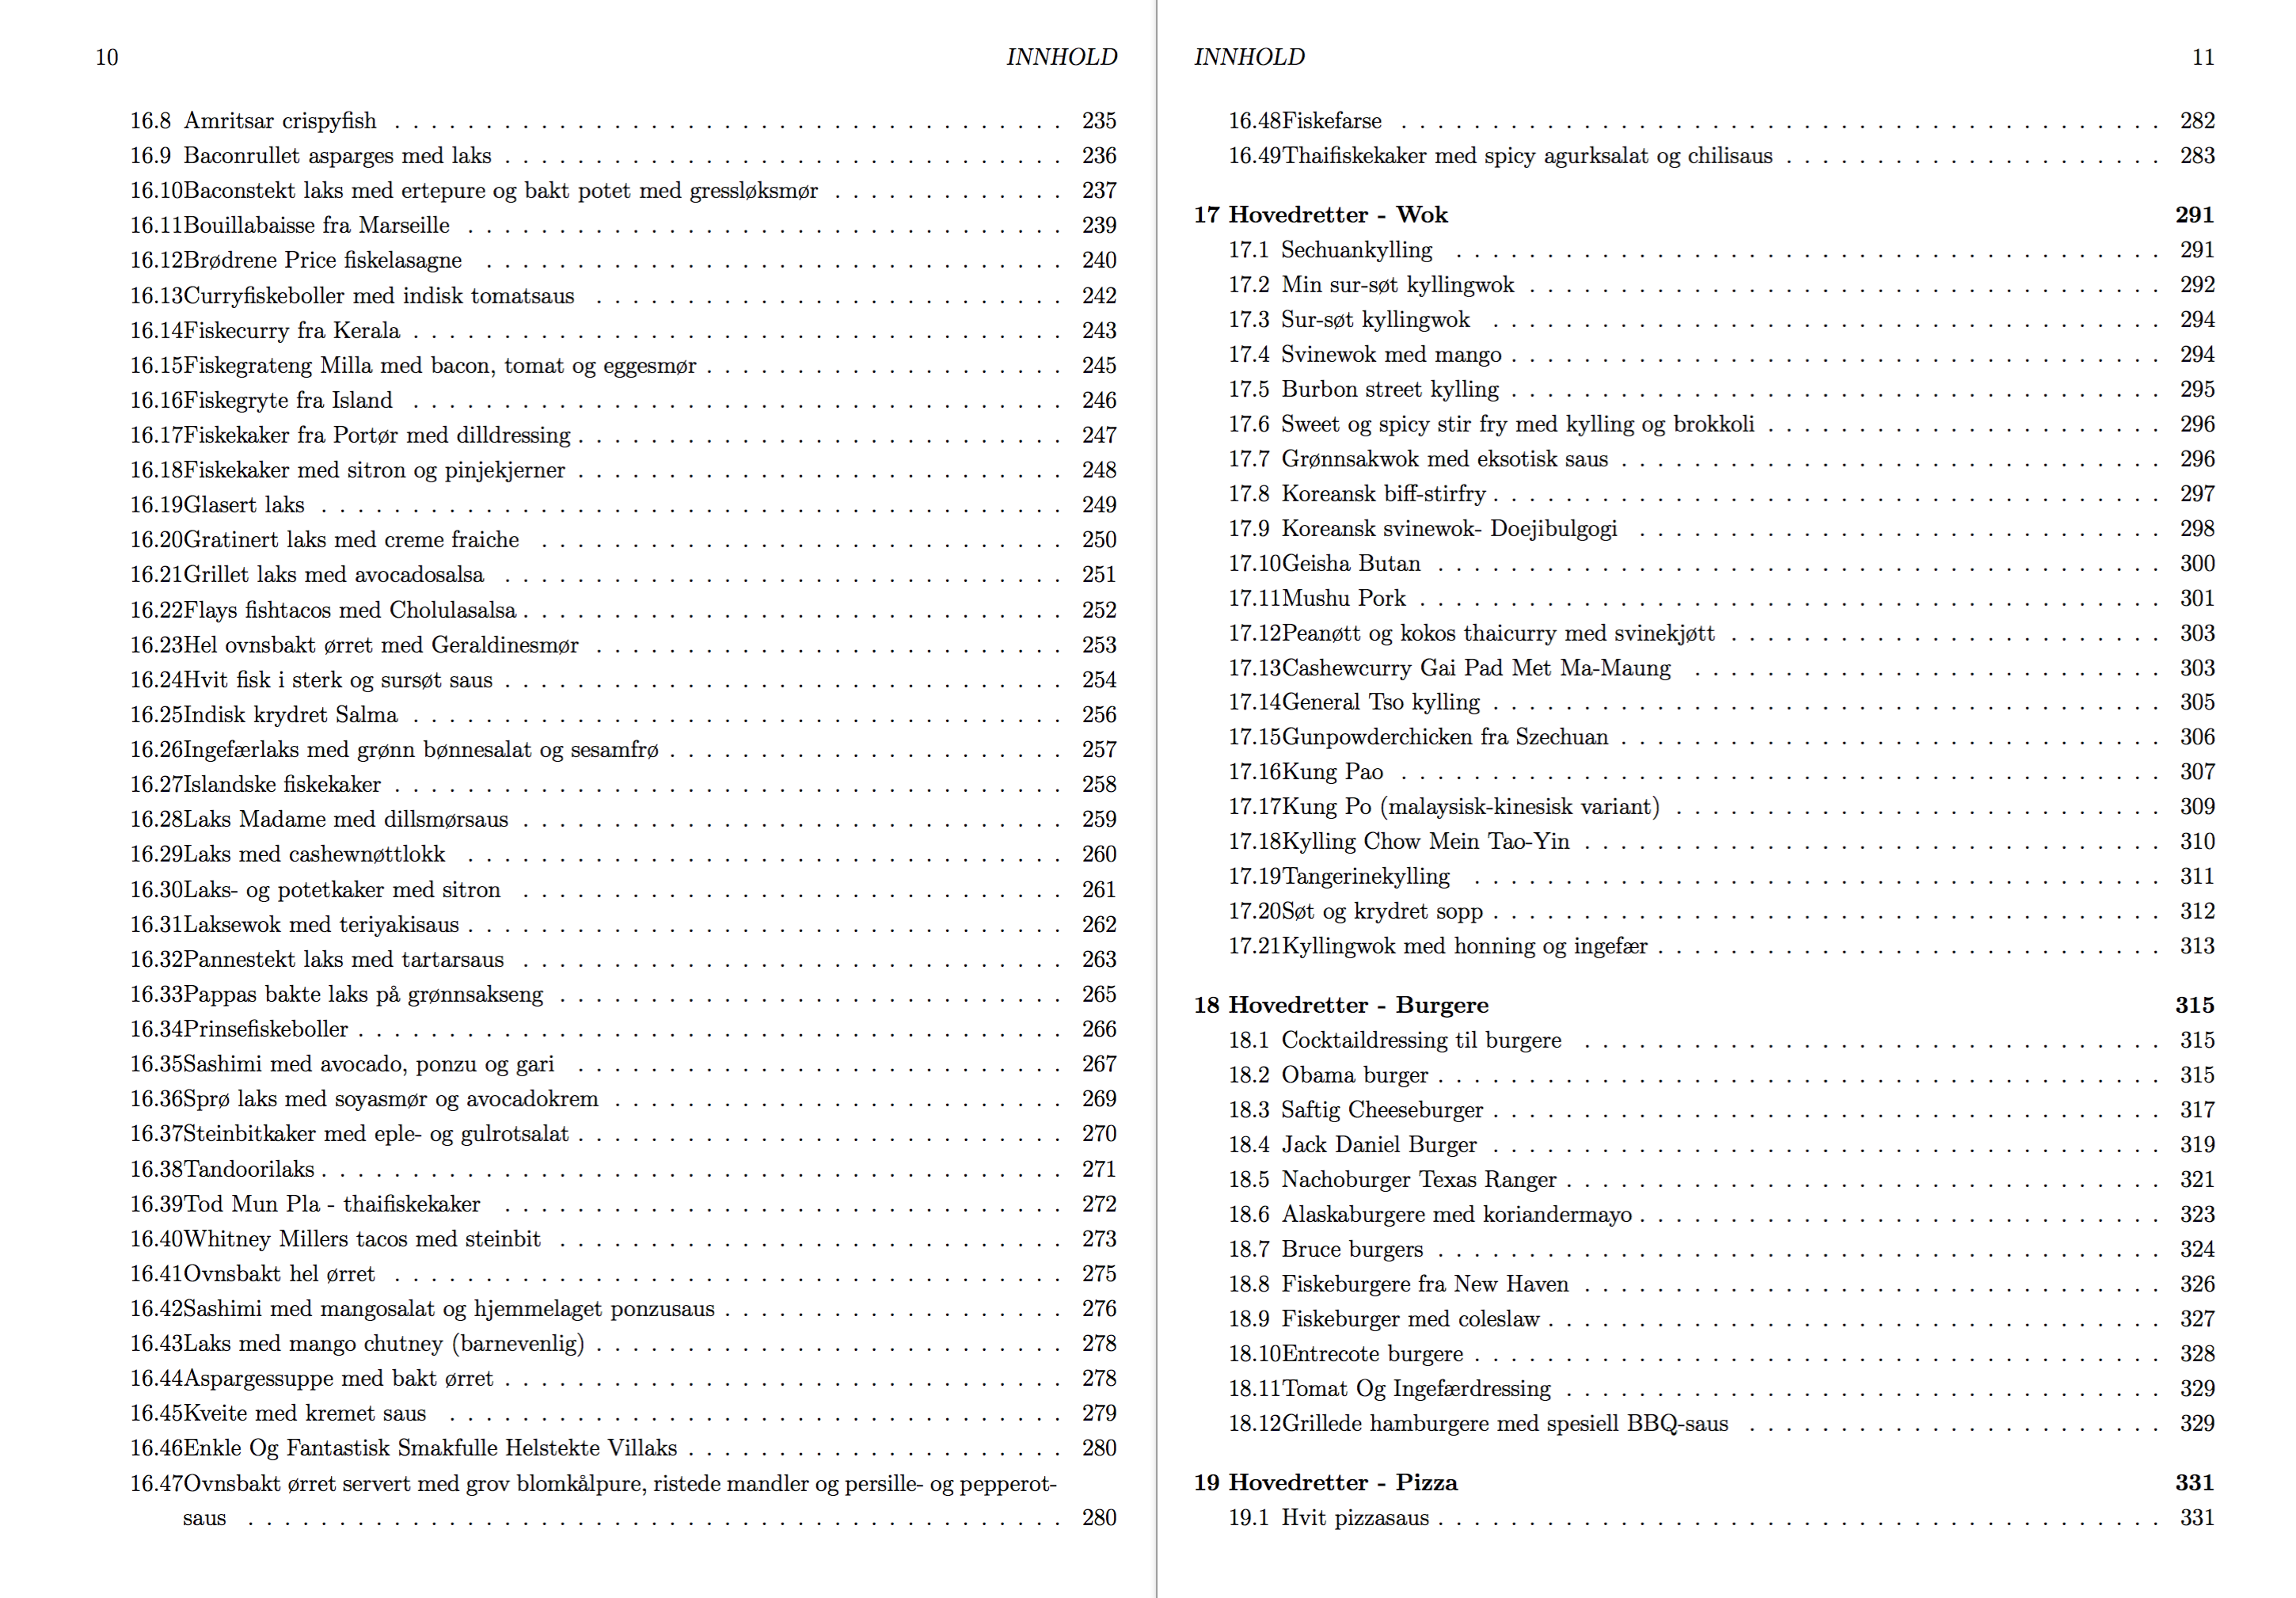 10 INNHOLD
16.8 Amritsar crispyfish . . . . . . . . . . 235
16.9 Baconrullet asparges med laks . . . . . . . . . . 236
16.10Baconstekt laks med ertepure og bakt potet med gressløksmør . . . . . . . . . . 237
16.11Bouillabaisse fra Marseille . . . . . . . . . . 239
16.12Brødrene Price fiskelasagne . . . . . . . . . . 240
16.13Curryfiskeboller med indisk tomatsaus . . . . . . . . . . 242
16.14Fiskecurry fra Kerala . . . . . . . . . . 243
16.15Fiskegrateng Milla med bacon, tomat og eggesmør . . . . . . . . . . 245
16.16Fiskegryte fra Island . . . . . . . . . . 246
16.17Fiskekaker fra Portør med dilldressing . . . . . . . . . . 247
16.18Fiskekaker med sitron og pinjekjerner . . . . . . . . . . 248
16.19Glasert laks . . . . . . . . . . 249
16.20Gratinert laks med creme fraiche . . . . . . . . . . 250
16.21Grillet laks med avocadosalsa . . . . . . . . . . 251
16.22Flays fishtacos med Cholulasalsa . . . . . . . . . . 252
16.23Hel ovnsbakt ørret med Geraldinesmør . . . . . . . . . . 253
16.24Hvit fisk i sterk og sursøt saus . . . . . . . . . . 254
16.25Indisk krydret Salma . . . . . . . . . . 256
16.26Ingefærlaks med grønn bønnesalat og sesamfrø . . . . . . . . . . 257
16.27Islandske fiskekaker . . . . . . . . . . 258
16.28Laks Madame med dillsmørsaus . . . . . . . . . . 259
16.29Laks med cashewnøttlokk . . . . . . . . . . 260
16.30Laks- og potetkaker med sitron . . . . . . . . . . 261
16.31Laksewok med teriyakisaus . . . . . . . . . . 262
16.32Pannestekt laks med tartarsaus . . . . . . . . . . 263
16.33Pappas bakte laks på grønnsakseng . . . . . . . . . . 265
16.34Prinsefiskeboller . . . . . . . . . . 266
16.35Sashimi med avocado, ponzu og gari . . . . . . . . . . 267
16.36Sprø laks med soyasmør og avocadokrem . . . . . . . . . . 269
16.37Steinbitkaker med eple- og gulrotsalat . . . . . . . . . . 270
16.38Tandoorilaks . . . . . . . . . . 271
16.39Tod Mun Pla - thaifiskekaker . . . . . . . . . . 272
16.40Whitney Millers tacos med steinbit . . . . . . . . . . 273
16.41Ovnsbakt hel ørret . . . . . . . . . . 275
16.42Sashimi med mangosalat og hjemmelaget ponzusaus . . . . . . . . . . 276
16.43Laks med mango chutney (barnevenlig) . . . . . . . . . . 278
16.44Aspargessuppe med bakt ørret . . . . . . . . . . 278
16.45Kveite med kremet saus . . . . . . . . . . 279
16.46Enkle Og Fantastisk Smakfulle Helstekte Villaks . . . . . . . . . . 280
16.47Ovnsbakt ørret servert med grov blomkålpure, ristede mandler og persille- og pepperot-
saus . . . . . . . . . . 280
INNHOLD 11
16.48Fiskefarse . . . . . . . . . . 282
16.49Thaifiskekaker med spicy agurksalat og chilisaus . . . . . . . . . . 283
17 Hovedretter - Wok 291
17.1 Sechuankylling . . . . . . . . . . 291
17.2 Min sur-søt kyllingwok . . . . . . . . . . 292
17.3 Sur-søt kyllingwok . . . . . . . . . . 294
17.4 Svinewok med mango . . . . . . . . . . 294
17.5 Burbon street kylling . . . . . . . . . . 295
17.6 Sweet og spicy stir fry med kylling og brokkoli . . . . . . . . . . 296
17.7 Grønnsakwok med eksotisk saus . . . . . . . . . . 296
17.8 Koreansk biff-stirfry . . . . . . . . . . 297
17.9 Koreansk svinewok- Doejibulgogi . . . . . . . . . . 298
17.10Geisha Butan . . . . . . . . . . 300
17.11Mushu Pork . . . . . . . . . . 301
17.12Peanøtt og kokos thaicurry med svinekjøtt . . . . . . . . . . 303
17.13Cashewcurry Gai Pad Met Ma-Maung . . . . . . . . . . 303
17.14General Tso kylling . . . . . . . . . . 305
17.15Gunpowderchicken fra Szechuan . . . . . . . . . . 306
17.16Kung Pao . . . . . . . . . . 307
17.17Kung Po (malaysisk-kinesisk variant) . . . . . . . . . . 309
17.18Kylling Chow Mein Tao-Yin . . . . . . . . . . 310
17.19Tangerinekylling . . . . . . . . . . 311
17.20Søt og krydret sopp . . . . . . . . . . 312
17.21Kyllingwok med honning og ingefær . . . . . . . . . . 313
18 Hovedretter - Burgere 315
18.1 Cocktaildressing til burgere . . . . . . . . . . 315
18.2 Obama burger . . . . . . . . . . 315
18.3 Saftig Cheeseburger . . . . . . . . . . 317
18.4 Jack Daniel Burger . . . . . . . . . . 319
18.5 Nachoburger Texas Ranger . . . . . . . . . . 321
18.6 Alaskaburgere med koriandermayo . . . . . . . . . . 323
18.7 Bruce burgers . . . . . . . . . . 324
18.8 Fiskeburgere fra New Haven . . . . . . . . . . 326
18.9 Fiskeburger med coleslaw . . . . . . . . . . 327
18.10Entrecote burgere . . . . . . . . . . 328
18.11Tomat Og Ingefærdressing . . . . . . . . . . 329
18.12Grillede hamburgere med spesiell BBQ-saus . . . . . . . . . . 329
19 Hovedretter - Pizza 331
19.1 Hvit pizzasaus . . . . . . . . . . 331